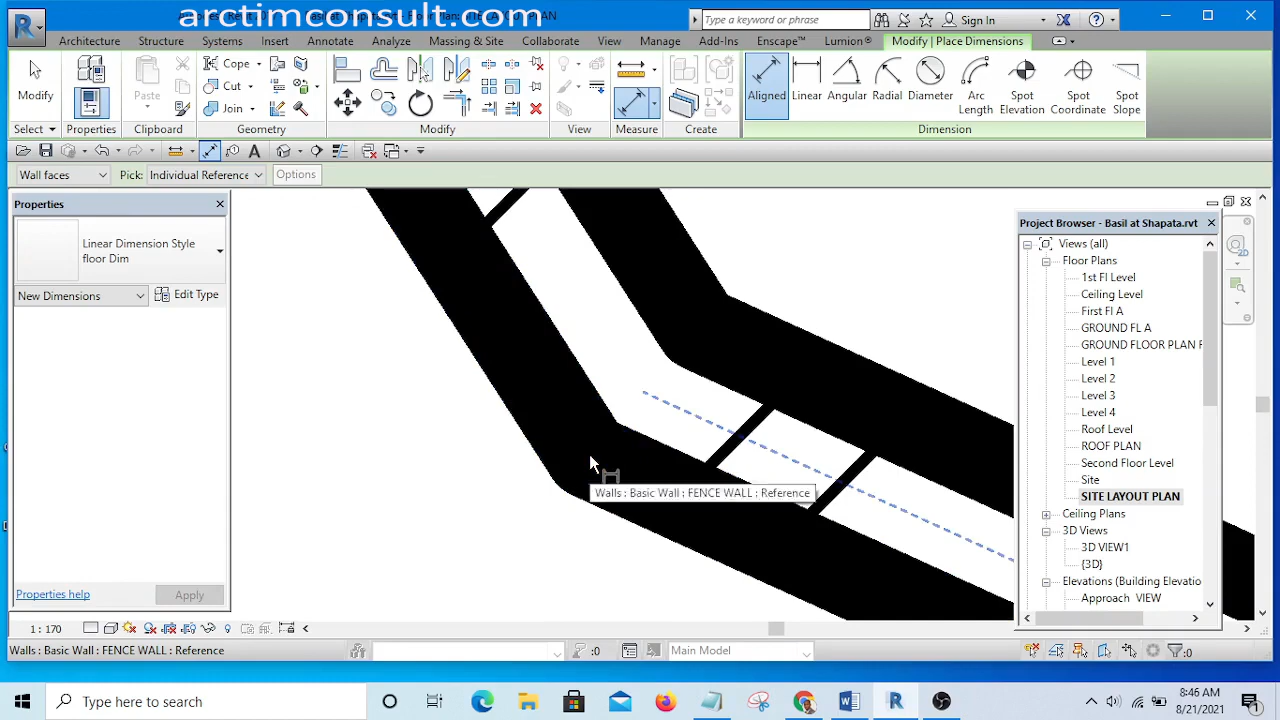 arctimconsult.com
Type a keyword or phrase
Sign In
Architecture Structure Systems Insert Annotate Analyze Massing & Site Collaborate View Manage Add-Ins Enscape™ Lumion® Modify | Place Dimensions
Modify
Paste
Cope
Cut
Join
Aligned Linear Angular Radial Diameter Arc Length Spot Elevation Spot Coordinate Spot Slope
Select Properties Clipboard Geometry Modify View Measure Create Dimension
Wall faces Pick: Individual Reference Options
Properties
Linear Dimension Style
floor Dim
New Dimensions Edit Type
Properties help Apply
Walls : Basic Wall : FENCE WALL : Reference
Project Browser - Basil at Shapata.rvt
Views (all)
Floor Plans
1st Fl Level
Ceiling Level
First Fl A
GROUND FL A
GROUND FLOOR PLAN F
Level 1
Level 2
Level 3
Level 4
Roof Level
ROOF PLAN
Second Floor Level
Site
SITE LAYOUT PLAN
Ceiling Plans
3D Views
3D VIEW1
{3D}
Elevations (Building Elevatio
Approach VIEW
2D
1 : 170
Walls : Basic Wall : FENCE WALL : Reference :0 Main Model :0
Type here to search
8:46 AM
8/21/2021